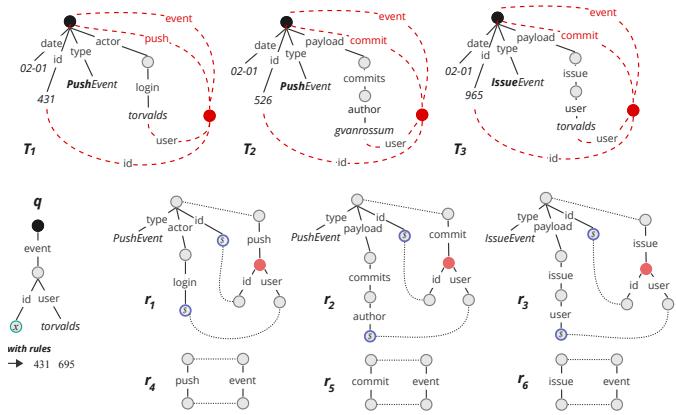 event
push
date
actor
id
type
02-01
PushEvent
login
431
torvalds
user
T1
id
event
commit
date
payload
id
type
02-01
PushEvent
commits
526
author
gvanrossum
user
T2
id
event
commit
date
payload
id
type
02-01
IssueEvent
issue
965
user
torvalds
user
T3
id
q
event
id user
x torvalds
with rules
431 695
type
actor
id
PushEvent
s
push
login
id user
s
r1
type
payload
id
PushEvent
s
commit
commits
id user
author
s
r2
type
payload
id
IssueEvent
s
issue
issue
id user
user
s
r3
r4
push event
r5
commit event
r6
issue event